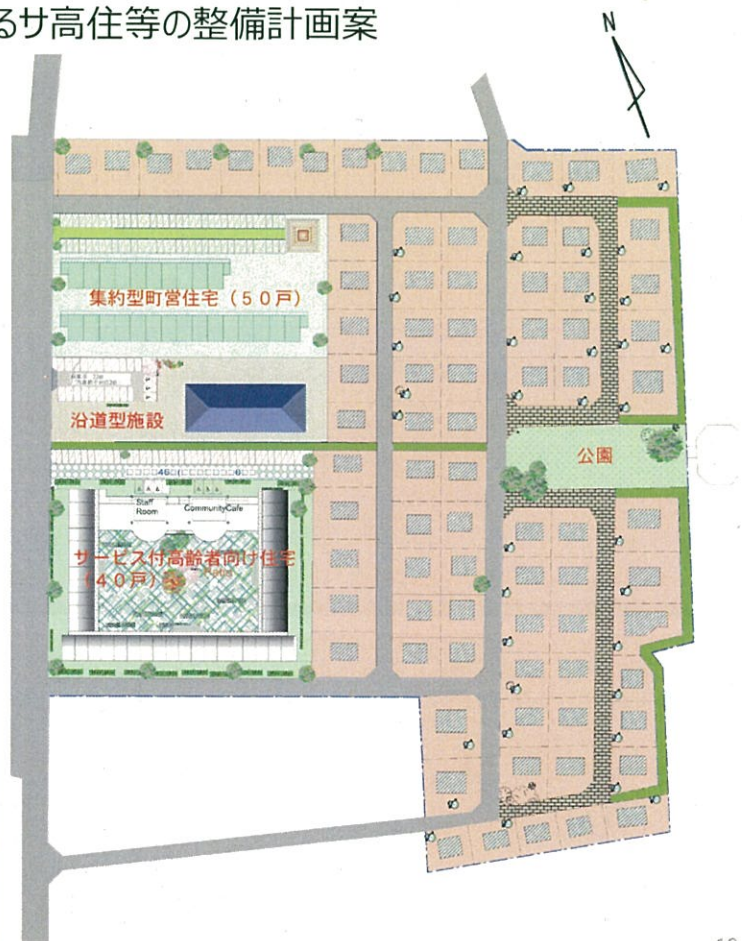 るサ高住等の整備計画案
N
集約型町営住宅(50戸)
沿道型施設
公園
Staff
Room
CommunityCafe
サービス付高齢者向け住宅
(40戸)